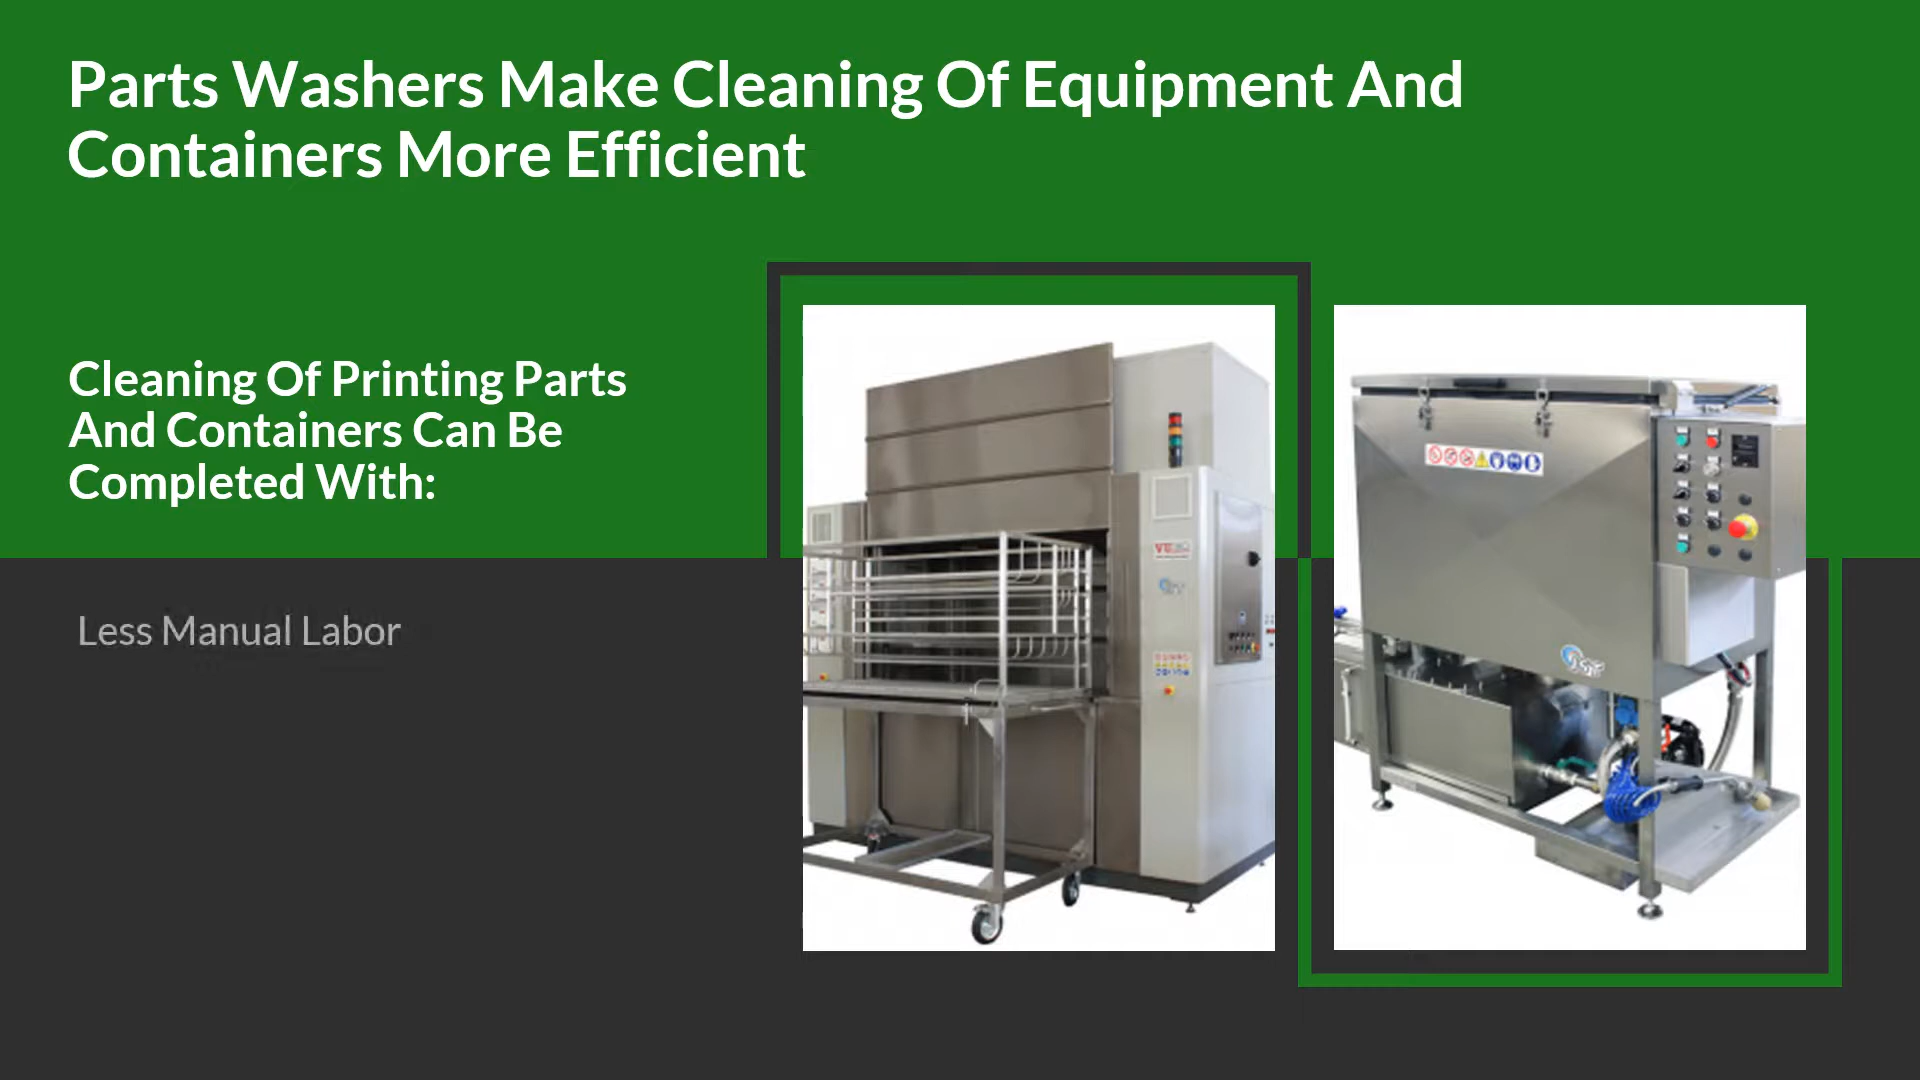 Parts Washers Make Cleaning Of Equipment And
Containers More Efficient
Cleaning Of Printing Parts
And Containers Can Be
Completed With:
Less Manual Labor